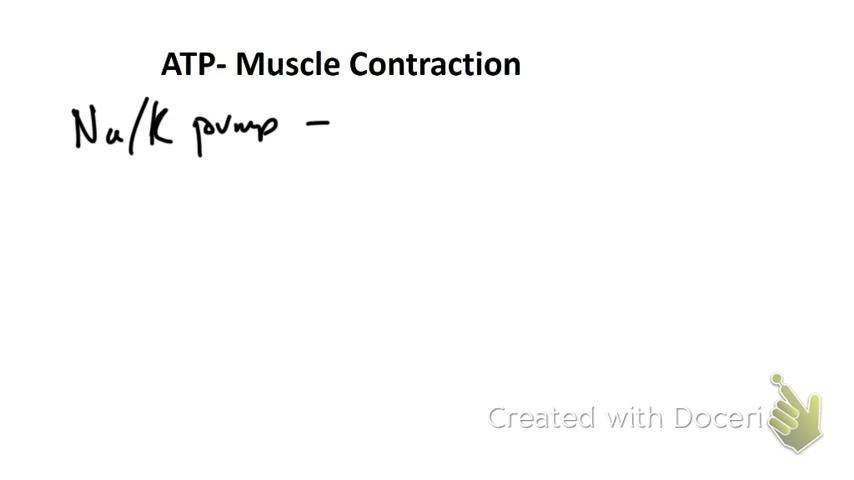 ATP- Muscle Contraction
Na/K pump -
Created with Doceri